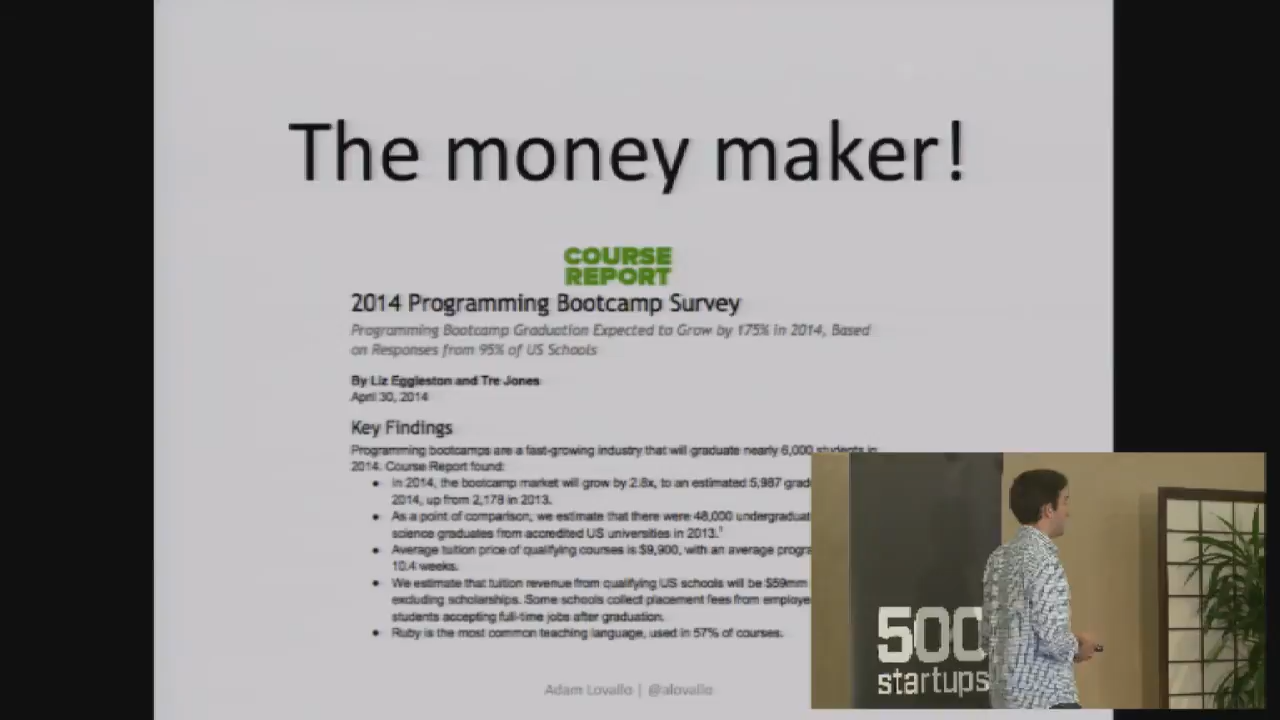 The money maker!
COURSE
REPORT
2014 Programming Bootcamp Survey
Programming Bootcamp Graduation Expected to Grow by 175% in 2014, Based
on Responses from 95% of US Schools
By Liz Eggleston and Tre Jones
April 30, 2014
Key Findings
Programming bootcamps are a fast-growing industry that will graduate nearly 6,000 students in
2014. Course Report found:
• In 2014, the bootcamp market will grow by 2.8x, to an estimated 5,987 grad
2014, up from 2,178 in 2013.
• As a point of comparison, we estimate that there were 48,000 undergraduat
science graduates from accredited US universities in 2013.¹
• Average tuition price of qualifying courses is $9,900, with an average progra
10.4 weeks.
• We estimate that tuition revenue from qualifying US schools will be $59mm
excluding scholarships. Some schools collect placement fees from employe
students accepting full-time jobs after graduation.
• Ruby is the most common teaching language, used in 57% of courses.
Adam Lovallo | @alovallo
500
startups